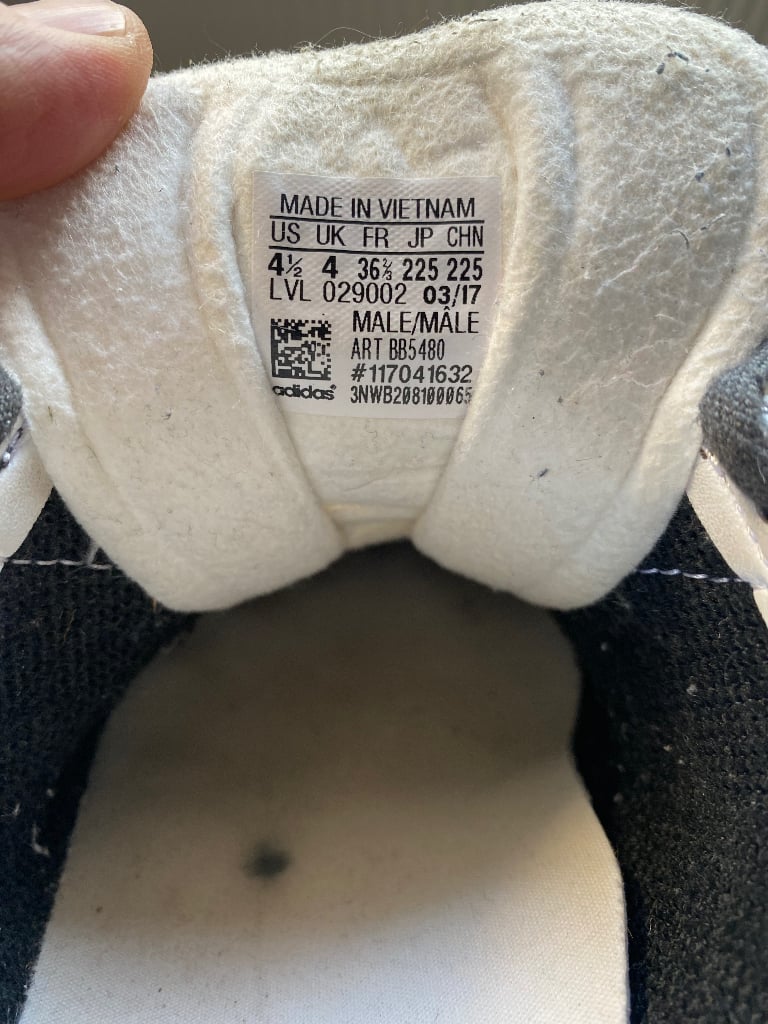 MADE IN VIETNAM
US UK FR JP CHN
4½ 4 36⅔ 225 225
LVL 029002 03/17
MALE/MÂLE
ART BB5480
#117041632
adidas® 3NWB208100065